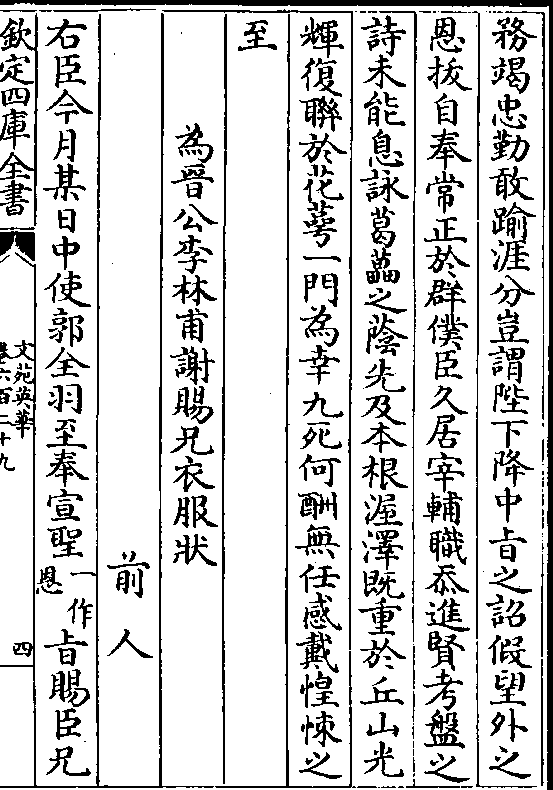 務竭忠勤敢踰涯分豈謂陛下降中旨之詔假望外之
恩拔自奉常正於群僕臣久居宰輔職忝進賢考盤之
詩未能息詠葛藟之蔭先及本根渥澤既重於丘山光
輝復聯於花萼一門為幸九死何酬無任感戴惶悚之
至
為晉公李林甫謝賜兄衣服狀
前人
右臣今月某日中使郭全羽至奉宣聖一作恩旨賜臣兄
欽定四庫全書
文苑英華
卷六百二十九
四